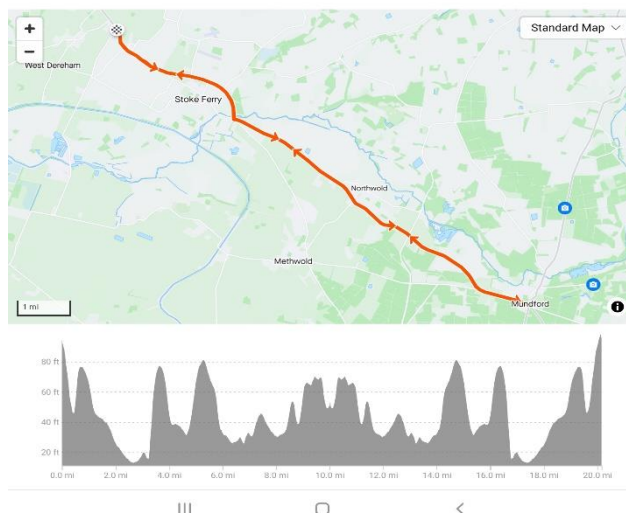 +
Standard Map
−
West Dereham
Stoke Ferry
Northwold
Methwold
1 mi
Mundford
80 ft
60 ft
40 ft
20 ft
0.0 mi 2.0 mi 4.0 mi 6.0 mi 8.0 mi 10.0 mi 12.0 mi 14.0 mi 16.0 mi 18.0 mi 20.0 mi